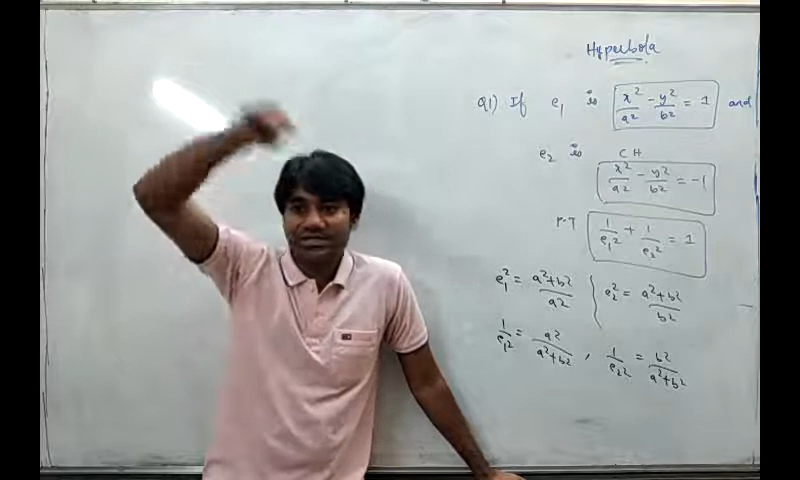 Hyperbola
Q1) If e₁ is x²/a² - y²/b² = 1 and
e₂ is CH
x²/a² - y²/b² = -1
P.T 1/e₁² + 1/e₂² = 1
e₁² = a²+b²/a² e₂² = a²+b²/b²
1/e₁² = a²/a²+b² , 1/e₂² = b²/a²+b²